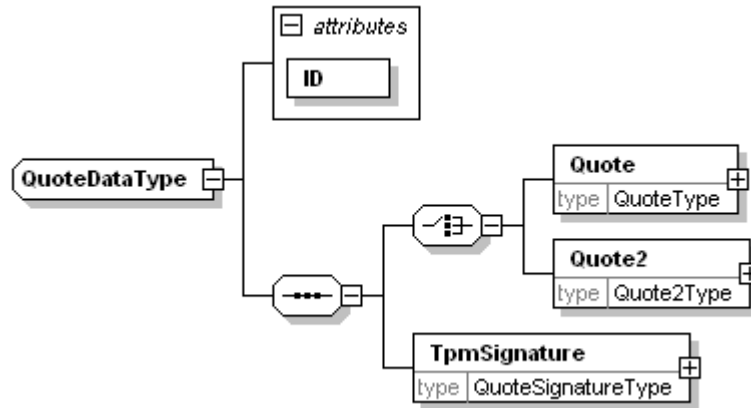 attributes
ID
QuoteDataType
Quote
type QuoteType
Quote2
type Quote2Type
TpmSignature
type QuoteSignatureType